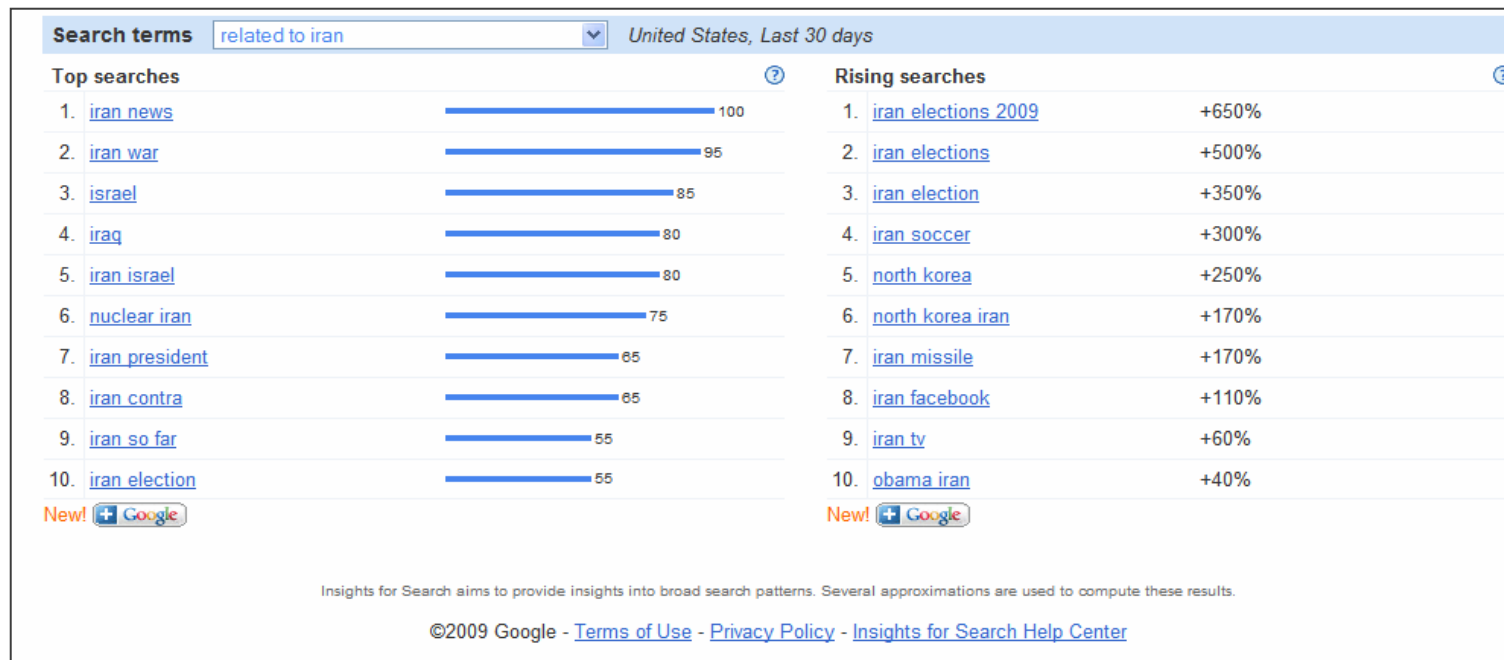 Search terms related to iran United States, Last 30 days
Top searches
1. iran news 100
2. iran war 95
3. israel 85
4. iraq 80
5. iran israel 80
6. nuclear iran 75
7. iran president 65
8. iran contra 65
9. iran so far 55
10. iran election 55
New! + Google
Rising searches
1. iran elections 2009 +650%
2. iran elections +500%
3. iran election +350%
4. iran soccer +300%
5. north korea +250%
6. north korea iran +170%
7. iran missile +170%
8. iran facebook +110%
9. iran tv +60%
10. obama iran +40%
New! + Google
Insights for Search aims to provide insights into broad search patterns. Several approximations are used to compute these results.
©2009 Google - Terms of Use - Privacy Policy - Insights for Search Help Center